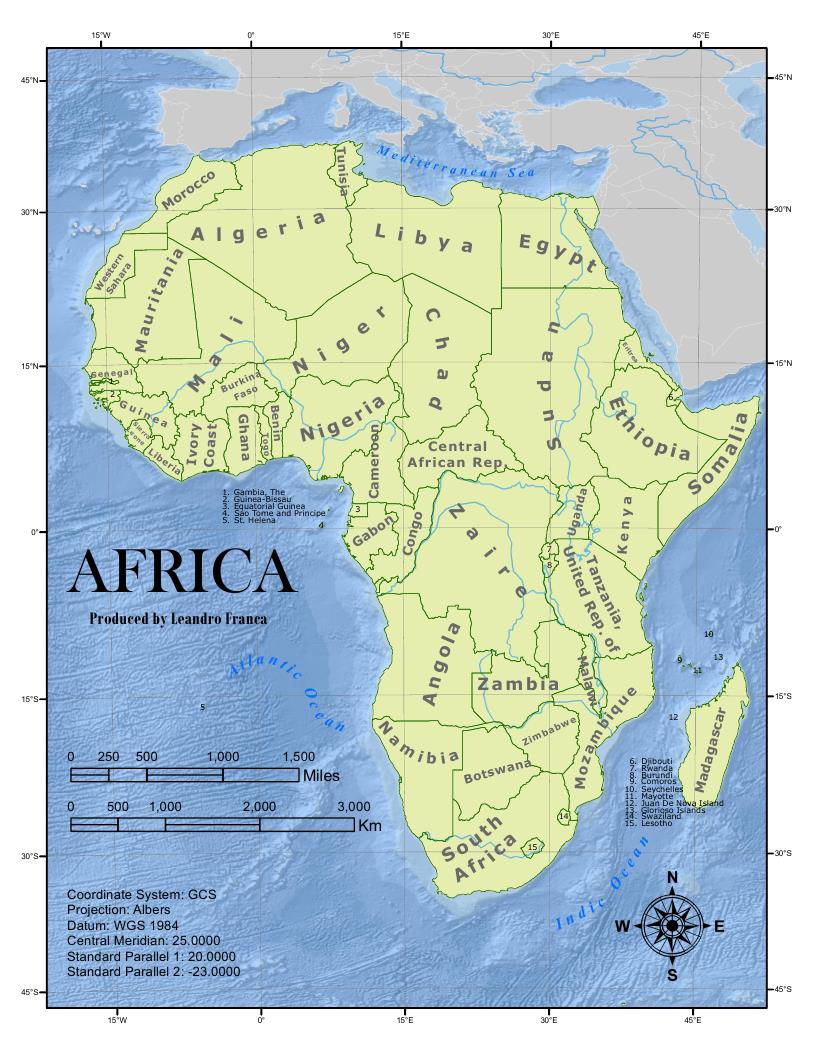 15°W 0° 15°E 30°E 45°E
45°N 45°N
Mediterranean Sea
Tunisia
Morocco
30°N 30°N
Algeria
Libya
Egypt
Western
Sahara
Mauritania
Mali
Niger
Chad
Sudan
Eritrea
15°N 15°N
Senegal
2
Guinea
Sierra
Leone
Liberia
Burkina
Faso
Ivory
Coast
Ghana
Togo
Benin
Nigeria
Cameroon
Central
African Rep.
6
Ethiopia
Somalia
1. Gambia, The
2. Guinea-Bissau
3. Equatorial Guinea
4. Sao Tome and Principe
5. St. Helena
3
4
0° 0°
Gabon
Congo
Zaire
Uganda
Kenya
7
8
Tanzania,
United Rep. of
AFRICA
Produced by Leandro Franca
Atlantic Ocean
5
15°S 15°S
Angola
Zambia
Malawi
Mozambique
9
10
11
13
12
Madagascar
Namibia
Zimbabwe
Botswana
South
Africa
14
15
6. Djibouti
7. Rwanda
8. Burundi
9. Comoros
10. Seychelles
11. Mayotte
12. Juan De Nova Island
13. Glorioso Islands
14. Swaziland
15. Lesotho
0 250 500 1,000 1,500
Miles
0 500 1,000 2,000 3,000
Km
30°S 30°S
Indic Ocean
Coordinate System: GCS
Projection: Albers
Datum: WGS 1984
Central Meridian: 25.0000
Standard Parallel 1: 20.0000
Standard Parallel 2: -23.0000
N
W E
S
45°S 45°S
15°W 0° 15°E 30°E 45°E